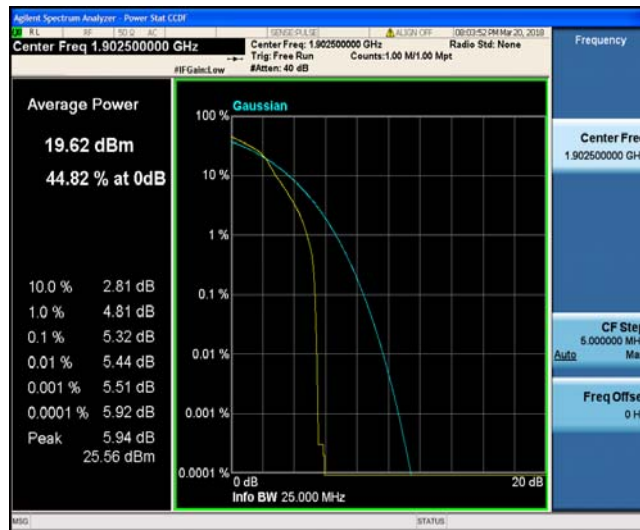 Agilent Spectrum Analyzer - Power Stat CCDF
RL RF 50 Ω AC SENSE:PULSE ALIGN OFF 08:03:52 PM Mar 20, 2018
Center Freq 1.902500000 GHz
Center Freq: 1.902500000 GHz Radio Std: None
Trig: Free Run Counts:1.00 M/1.00 Mpt
#IFGain:Low #Atten: 40 dB
Frequency
Average Power
19.62 dBm
44.82 % at 0dB
10.0 % 2.81 dB
1.0 % 4.81 dB
0.1 % 5.32 dB
0.01 % 5.44 dB
0.001 % 5.51 dB
0.0001 % 5.92 dB
Peak 5.94 dB
25.56 dBm
Gaussian
100 %
10 %
1 %
0.1 %
0.01 %
0.001 %
0.0001 %
0 dB 20 dB
Info BW 25.000 MHz
Center Fre
1.902500000 GH
CF Step
5.000000 MH
Auto Ma
Freq Offse
0 H
MSG STATUS